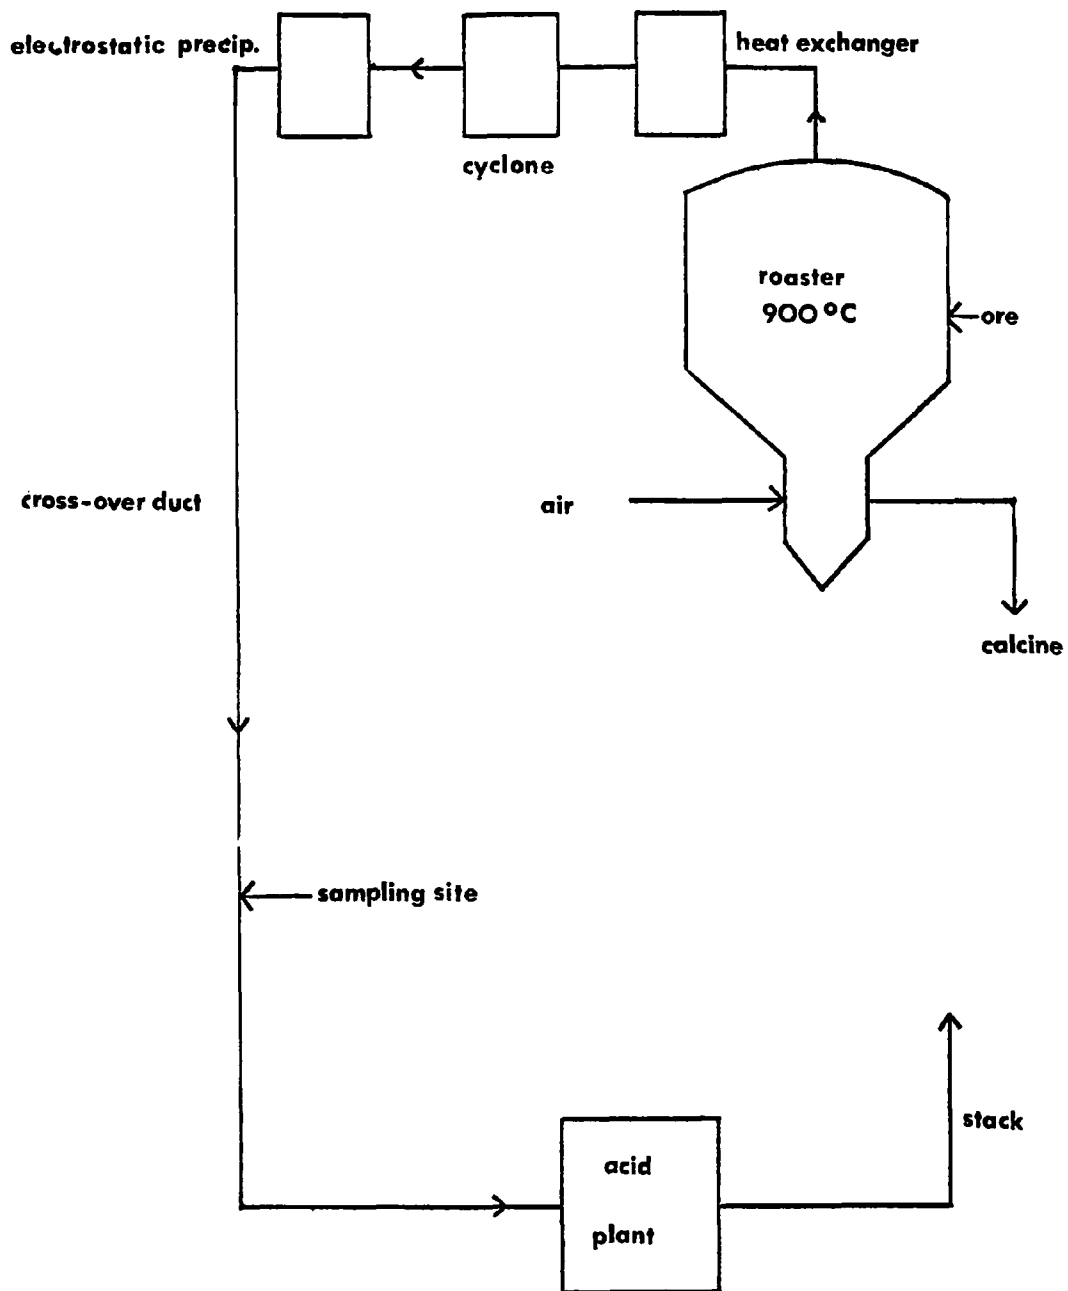 electrostatic precip.
heat exchanger
cyclone
roaster
900 °C
ore
cross-over duct
air
calcine
sampling site
stack
acid
plant